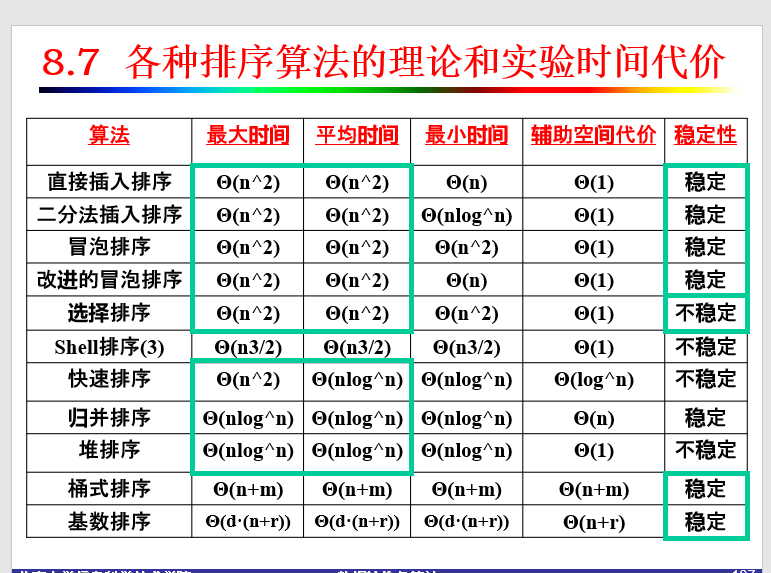 8.7 各种排序算法的理论和实验时间代价
算法 最大时间 平均时间 最小时间 辅助空间代价 稳定性
直接插入排序 Θ(n^2) Θ(n^2) Θ(n) Θ(1) 稳定
二分法插入排序 Θ(n^2) Θ(n^2) Θ(nlog^n) Θ(1) 稳定
冒泡排序 Θ(n^2) Θ(n^2) Θ(n^2) Θ(1) 稳定
改进的冒泡排序 Θ(n^2) Θ(n^2) Θ(n) Θ(1) 稳定
选择排序 Θ(n^2) Θ(n^2) Θ(n^2) Θ(1) 不稳定
Shell排序(3) Θ(n3/2) Θ(n3/2) Θ(n3/2) Θ(1) 不稳定
快速排序 Θ(n^2) Θ(nlog^n) Θ(nlog^n) Θ(log^n) 不稳定
归并排序 Θ(nlog^n) Θ(nlog^n) Θ(nlog^n) Θ(n) 稳定
堆排序 Θ(nlog^n) Θ(nlog^n) Θ(nlog^n) Θ(1) 不稳定
桶式排序 Θ(n+m) Θ(n+m) Θ(n+m) Θ(n+m) 稳定
基数排序 Θ(d·(n+r)) Θ(d·(n+r)) Θ(d·(n+r)) Θ(n+r) 稳定